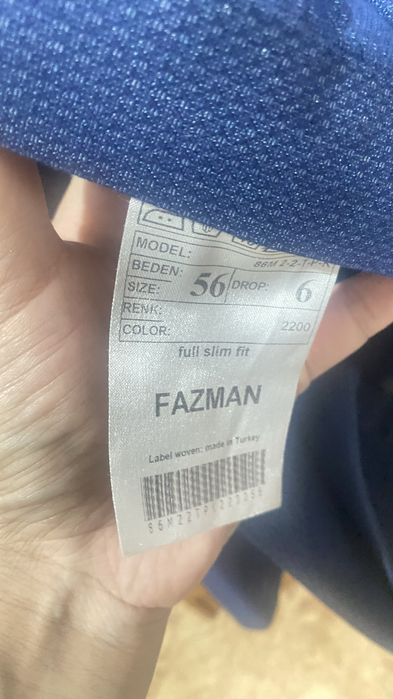 MODEL:
BEDEN:
SIZE: 56 DROP: 6
RENK:
COLOR: 2200
full slim fit
FAZMAN
Label woven: made in Turkey